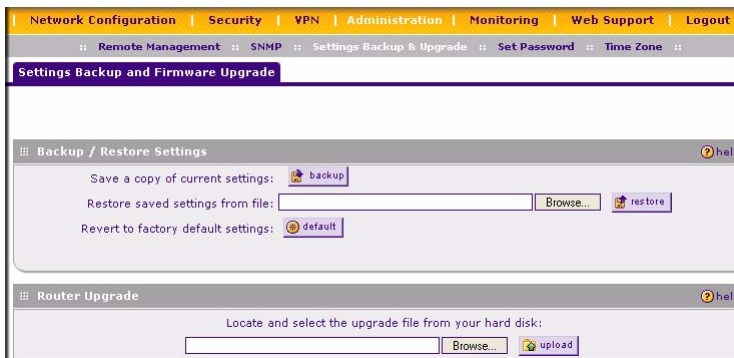 Network Configuration | Security | VPN | Administration | Monitoring | Web Support | Logout
:: Remote Management :: SNMP :: Settings Backup & Upgrade :: Set Password :: Time Zone ::
Settings Backup and Firmware Upgrade
Backup / Restore Settings ? hel
Save a copy of current settings: backup
Restore saved settings from file: Browse... restore
Revert to factory default settings: default
Router Upgrade ? hel
Locate and select the upgrade file from your hard disk:
Browse... upload